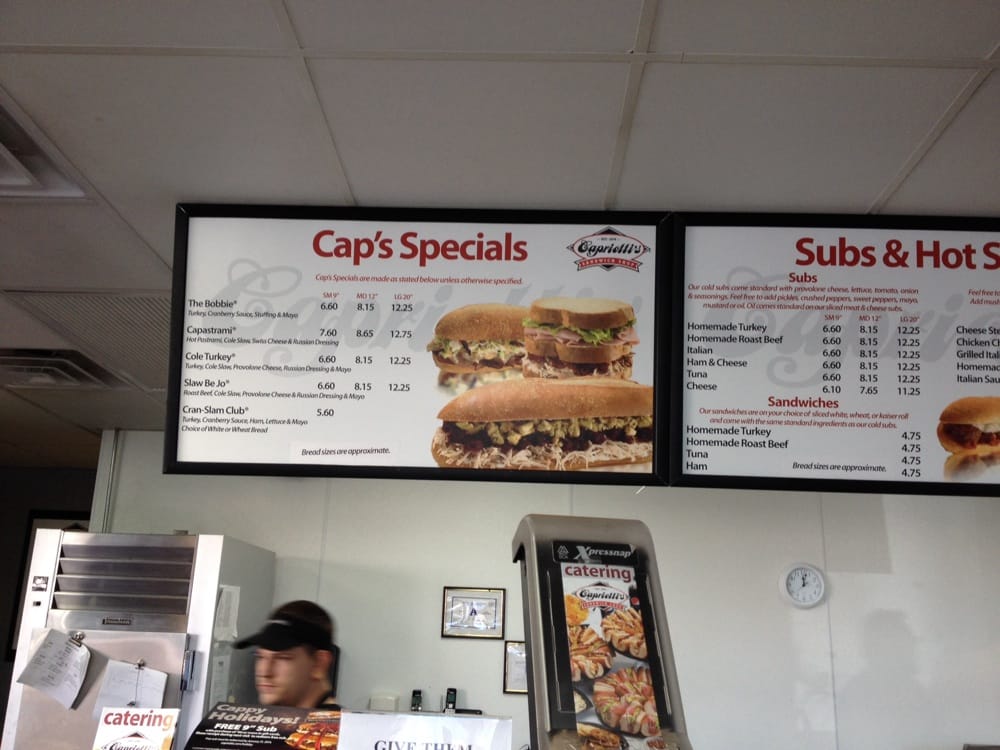 Cap's Specials
EST. 1976
Capriotti's
SANDWICH SHOP
Cap's Specials are made as stated below unless otherwise specified.
SM 9" MD 12" LG 20"
The Bobbie® 6.60 8.15 12.25
Turkey, Cranberry Sauce, Stuffing & Mayo
Capastrami® 7.60 8.65 12.75
Hot Pastrami, Cole Slaw, Swiss Cheese & Russian Dressing
Cole Turkey® 6.60 8.15 12.25
Turkey, Cole Slaw, Provolone Cheese, Russian Dressing & Mayo
Slaw Be Jo® 6.60 8.15 12.25
Roast Beef, Cole Slaw, Provolone Cheese & Russian Dressing & Mayo
Cran-Slam Club® 5.60
Turkey, Cranberry Sauce, Ham, Lettuce & Mayo
Choice of White or Wheat Bread
Bread sizes are approximate.
Subs & Hot S
Subs
Our cold subs come standard with provolone cheese, lettuce, tomato, onion
& seasonings. Feel free to add pickles, crushed peppers, sweet peppers, mayo,
mustard or oil. Oil comes standard on our sliced meat & cheese subs.
SM 9" MD 12" LG 20"
Homemade Turkey 6.60 8.15 12.25
Homemade Roast Beef 6.60 8.15 12.25
Italian 6.60 8.15 12.25
Ham & Cheese 6.60 8.15 12.25
Tuna 6.60 8.15 12.25
Cheese 6.10 7.65 11.25
Sandwiches
Our sandwiches are on your choice of sliced white, wheat, or kaiser roll
and come with the same standard ingredients as our cold subs.
Homemade Turkey 4.75
Homemade Roast Beef 4.75
Tuna 4.75
Ham 4.75
Bread sizes are approximate.
Feel free to
Add mus
Cheese Ste
Chicken Ch
Grilled Ital
Homemad
Italian Sau
Xpressnap
catering
Capriotti's
SANDWICH SHOP
catering
Capriotti's
Cappy
Holidays!
FREE 9" Sub
GIVE THEM